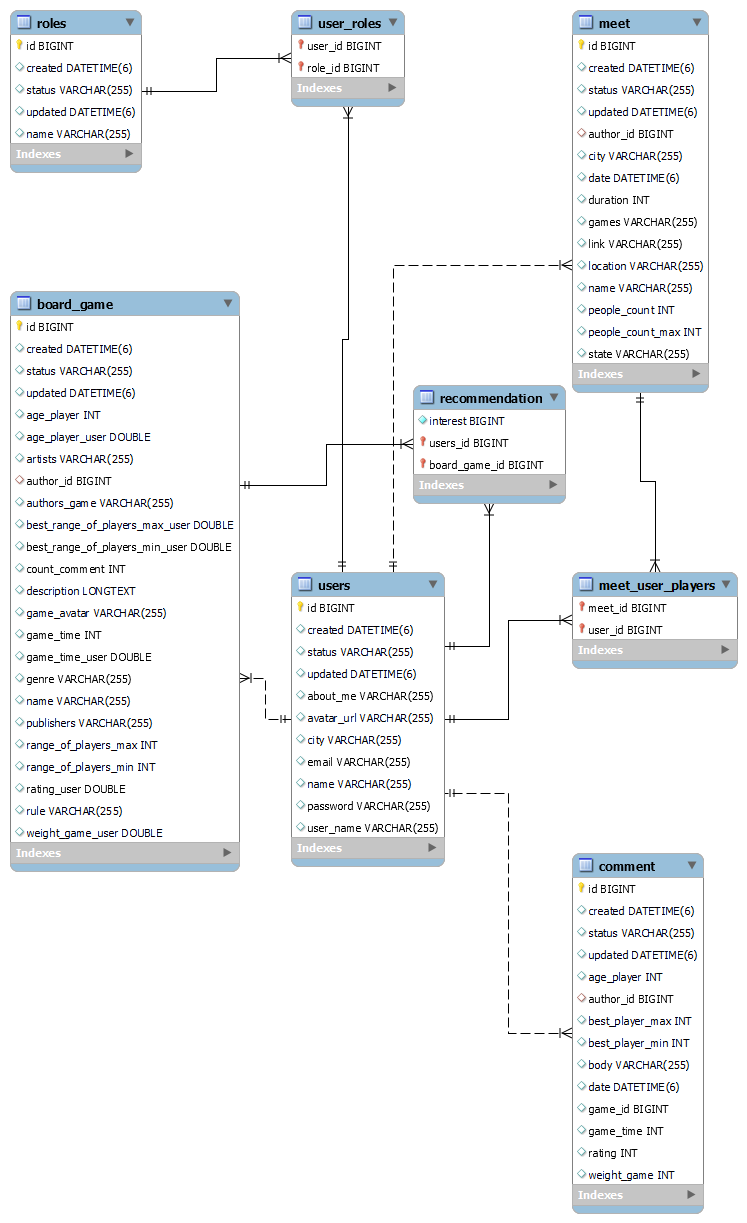 roles
id BIGINT
created DATETIME(6)
status VARCHAR(255)
updated DATETIME(6)
name VARCHAR(255)
Indexes
user_roles
user_id BIGINT
role_id BIGINT
Indexes
meet
id BIGINT
created DATETIME(6)
status VARCHAR(255)
updated DATETIME(6)
author_id BIGINT
city VARCHAR(255)
date DATETIME(6)
duration INT
games VARCHAR(255)
link VARCHAR(255)
location VARCHAR(255)
name VARCHAR(255)
people_count INT
people_count_max INT
state VARCHAR(255)
Indexes
board_game
id BIGINT
created DATETIME(6)
status VARCHAR(255)
updated DATETIME(6)
age_player INT
age_player_user DOUBLE
artists VARCHAR(255)
author_id BIGINT
authors_game VARCHAR(255)
best_range_of_players_max_user DOUBLE
best_range_of_players_min_user DOUBLE
count_comment INT
description LONGTEXT
game_avatar VARCHAR(255)
game_time INT
game_time_user DOUBLE
genre VARCHAR(255)
name VARCHAR(255)
publishers VARCHAR(255)
range_of_players_max INT
range_of_players_min INT
rating_user DOUBLE
rule VARCHAR(255)
weight_game_user DOUBLE
Indexes
recommendation
interest BIGINT
users_id BIGINT
board_game_id BIGINT
Indexes
users
id BIGINT
created DATETIME(6)
status VARCHAR(255)
updated DATETIME(6)
about_me VARCHAR(255)
avatar_url VARCHAR(255)
city VARCHAR(255)
email VARCHAR(255)
name VARCHAR(255)
password VARCHAR(255)
user_name VARCHAR(255)
Indexes
meet_user_players
meet_id BIGINT
user_id BIGINT
Indexes
comment
id BIGINT
created DATETIME(6)
status VARCHAR(255)
updated DATETIME(6)
age_player INT
author_id BIGINT
best_player_max INT
best_player_min INT
body VARCHAR(255)
date DATETIME(6)
game_id BIGINT
game_time INT
rating INT
weight_game INT
Indexes